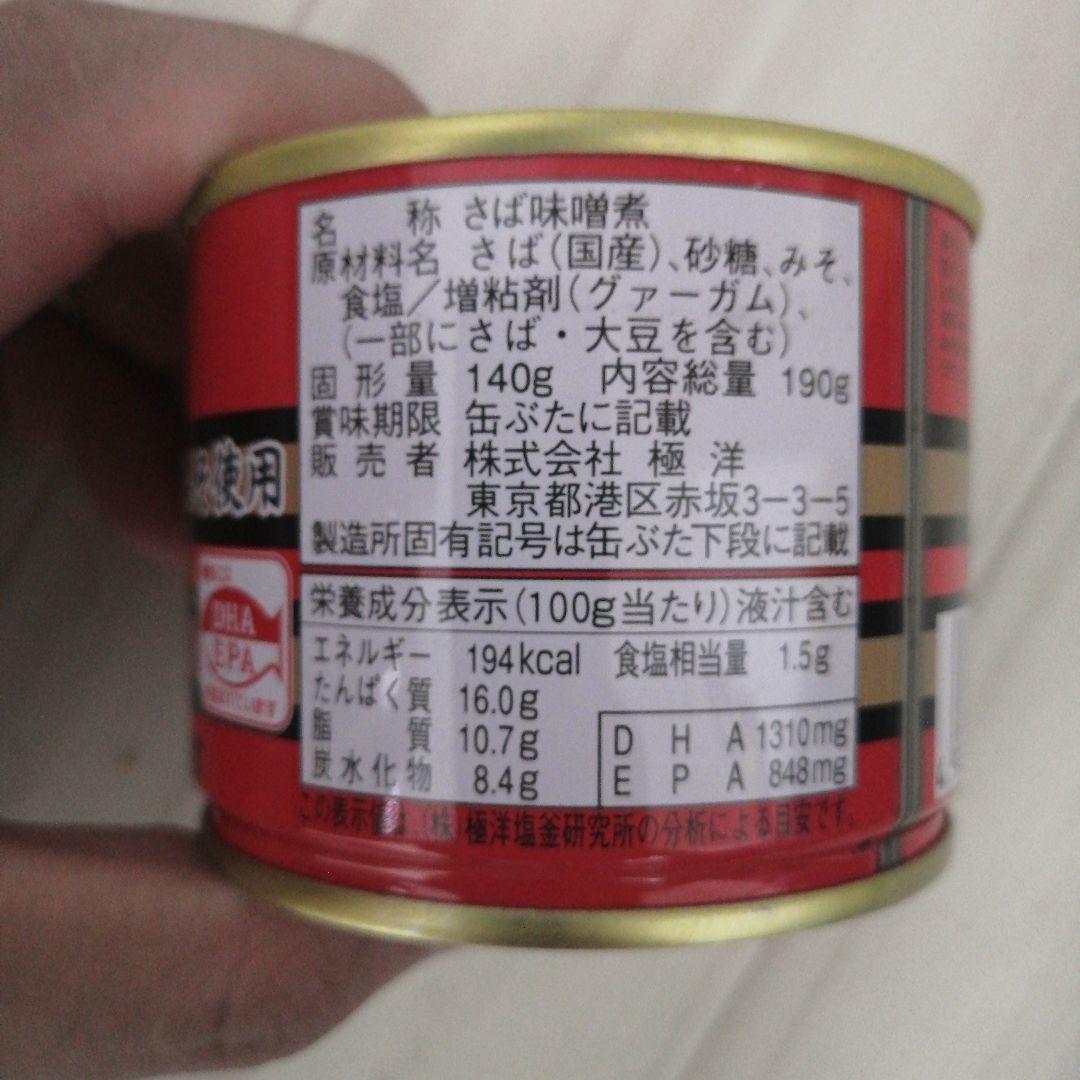 名称 さば味噌煮
原材料名 さば(国産)、砂糖、みそ、
食塩/増粘剤(グァーガム)、
(一部にさば・大豆を含む)
固形量 140g 内容総量 190g
賞味期限 缶ぶたに記載
販売者 株式会社 極洋
東京都港区赤坂3-3-5
製造所固有記号は缶ぶた下段に記載
栄養成分表示(100g当たり)液汁含む
エネルギー 194kcal 食塩相当量 1.5g
たんぱく質 16.0g
脂質 10.7g DHA 1310mg
炭水化物 8.4g EPA 848mg
この表示値は、(株)極洋塩釜研究所の分析による目安です。
使用
DHA
EPA